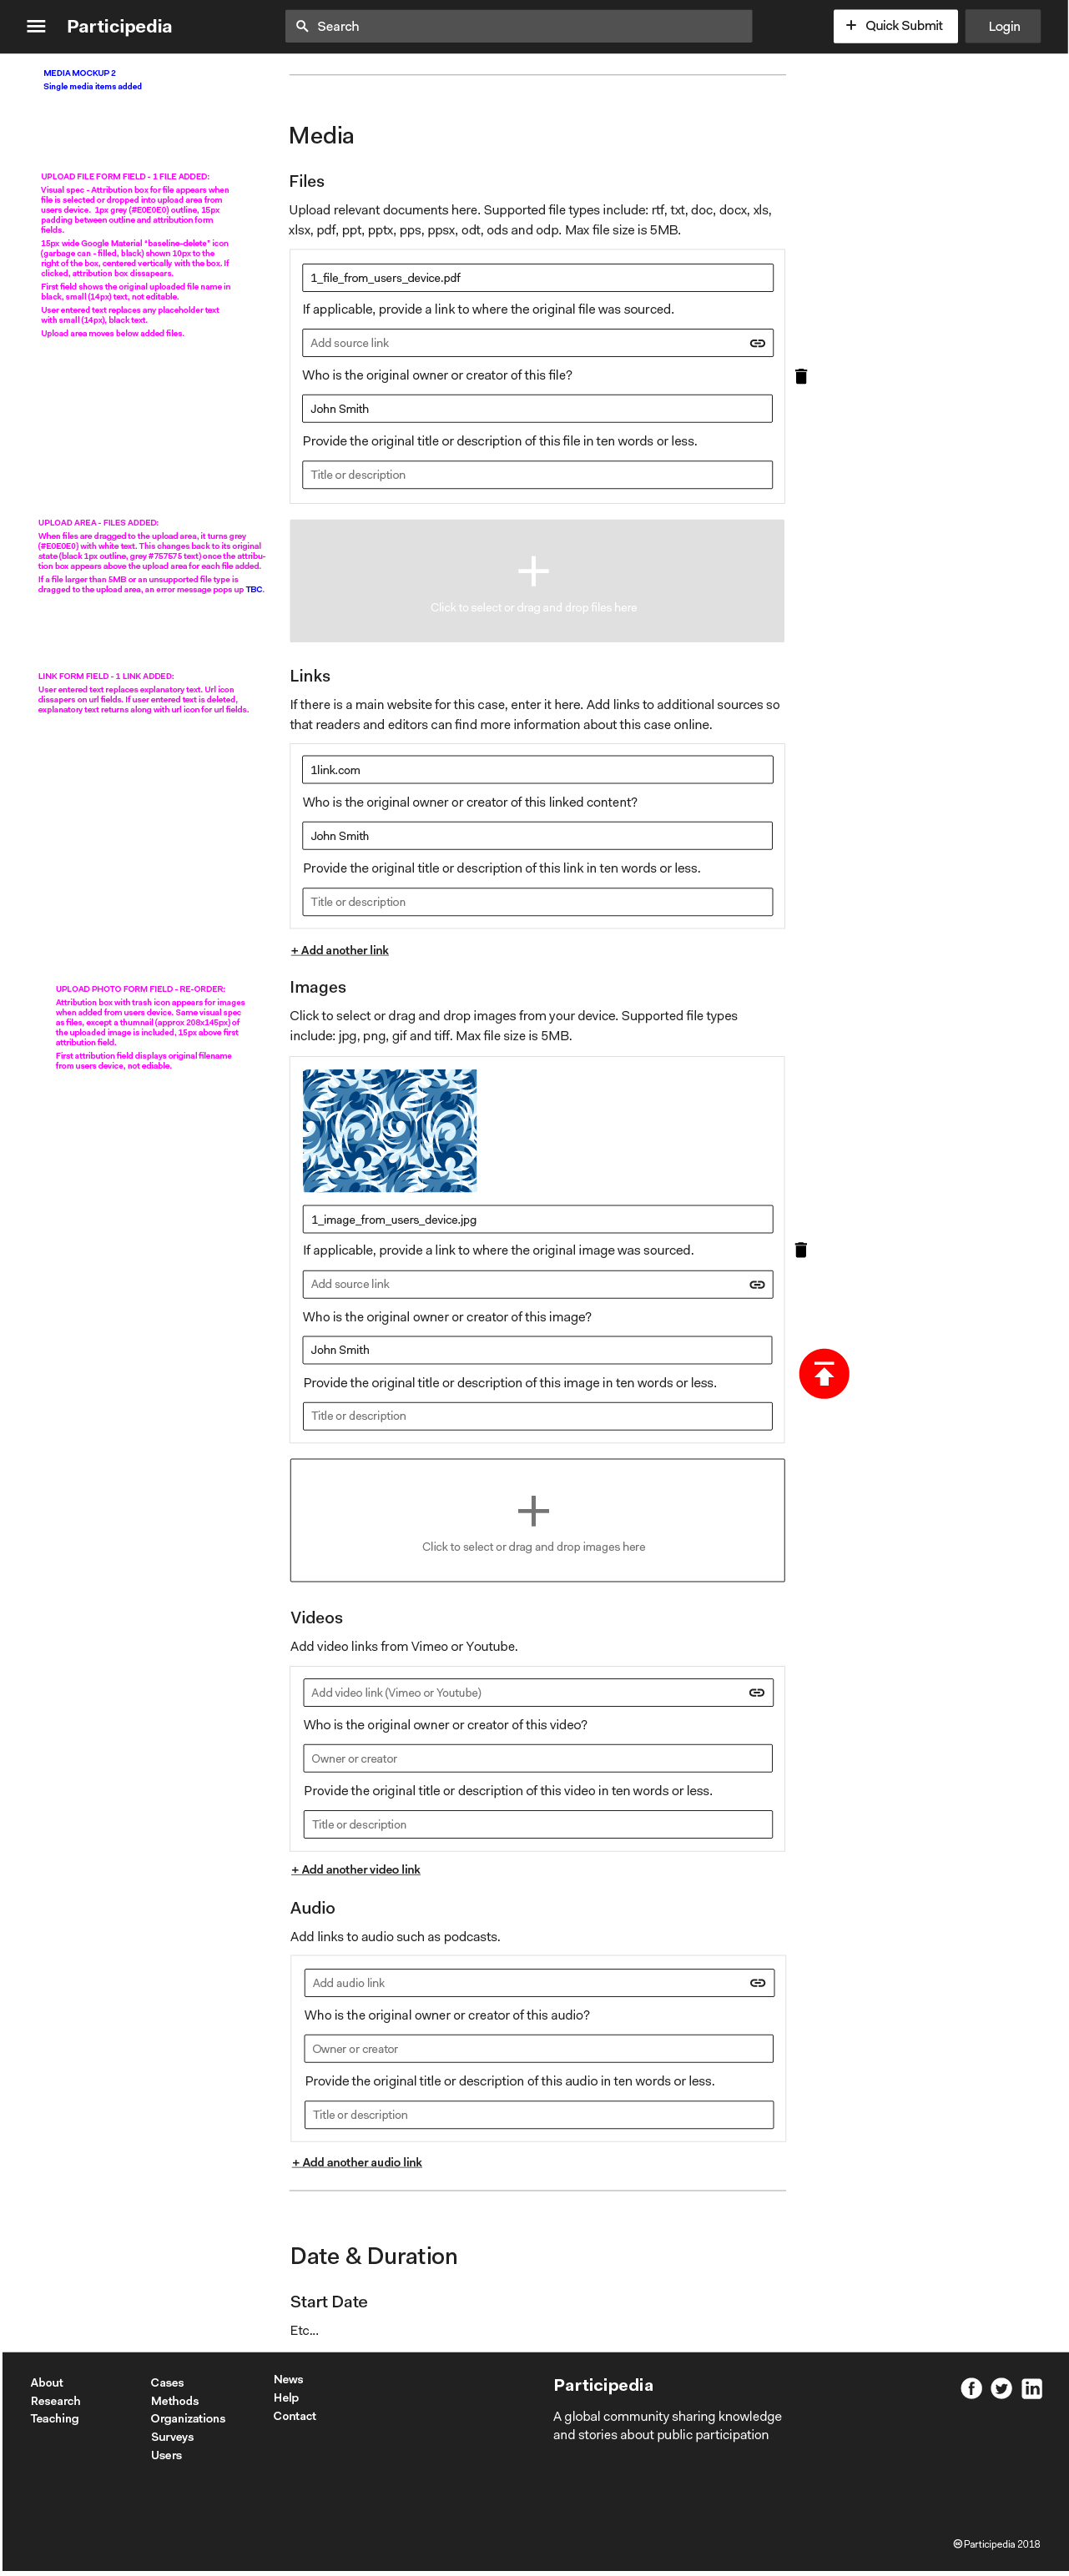 Participedia
Search
+ Quick Submit
Login
MEDIA MOCKUP 2
Single media items added
Media
UPLOAD FILE FORM FIELD - 1 FILE ADDED:
Visual spec - Attribution box for file appears when
file is selected or dropped into upload area from
users device. 1px grey (#E0E0E0) outline, 15px
padding between outline and attribution form
fields.
15px wide Google Material "baseline-delete" icon
(garbage can - filled, black) shown 10px to the
right of the box, centered vertically with the box. If
clicked, attribution box dissapears.
First field shows the original uploaded file name in
black, small (14px) text, not editable.
User entered text replaces any placeholder text
with small (14px), black text,
Upload area moves below added files.
Files
Upload relevant documents here. Supported file types include: rtf, txt, doc, docx, xls,
xlsx, pdf, ppt, pptx, pps, ppsx, odt, ods and odp. Max file size is 5MB.
1_file_from_users_device.pdf
If applicable, provide a link to where the original file was sourced.
Add source link
Who is the original owner or creator of this file?
John Smith
Provide the original title or description of this file in ten words or less.
Title or description
UPLOAD AREA - FILES ADDED:
When files are dragged to the upload area, it turns grey
(#E0E0E0) with white text. This changes back to its original
state (black 1px outline, grey #757575 text) once the attribu-
tion box appears above the upload area for each file added.
If a file larger than 5MB or an unsupported file type is
dragged to the upload area, an error message pops up TBC.
Click to select or drag and drop files here
LINK FORM FIELD - 1 LINK ADDED:
User entered text replaces explanatory text. Url icon
dissapers on url fields. If user entered text is deleted,
explanatory text returns along with url icon for url fields.
Links
If there is a main website for this case, enter it here. Add links to additional sources so
that readers and editors can find more information about this case online.
1link.com
Who is the original owner or creator of this linked content?
John Smith
Provide the original title or description of this link in ten words or less.
Title or description
+ Add another link
UPLOAD PHOTO FORM FIELD - RE-ORDER:
Attribution box with trash icon appears for images
when added from users device. Same visual spec
as files, except a thumnail (approx 208x145px) of
the uploaded image is included, 15px above first
attribution field.
First attribution field displays original filename
from users device, not ediable.
Images
Click to select or drag and drop images from your device. Supported file types
include: jpg, png, gif and tiff. Max file size is 5MB.
1_image_from_users_device.jpg
If applicable, provide a link to where the original image was sourced.
Add source link
Who is the original owner or creator of this image?
John Smith
Provide the original title or description of this image in ten words or less.
Title or description
Click to select or drag and drop images here
Videos
Add video links from Vimeo or Youtube.
Add video link (Vimeo or Youtube)
Who is the original owner or creator of this video?
Owner or creator
Provide the original title or description of this video in ten words or less.
Title or description
+ Add another video link
Audio
Add links to audio such as podcasts.
Add audio link
Who is the original owner or creator of this audio?
Owner or creator
Provide the original title or description of this audio in ten words or less.
Title or description
+ Add another audio link
Date & Duration
Start Date
Etc...
About
Research
Teaching
Cases
Methods
Organizations
Surveys
Users
News
Help
Contact
Participedia
A global community sharing knowledge
and stories about public participation
Participedia 2018